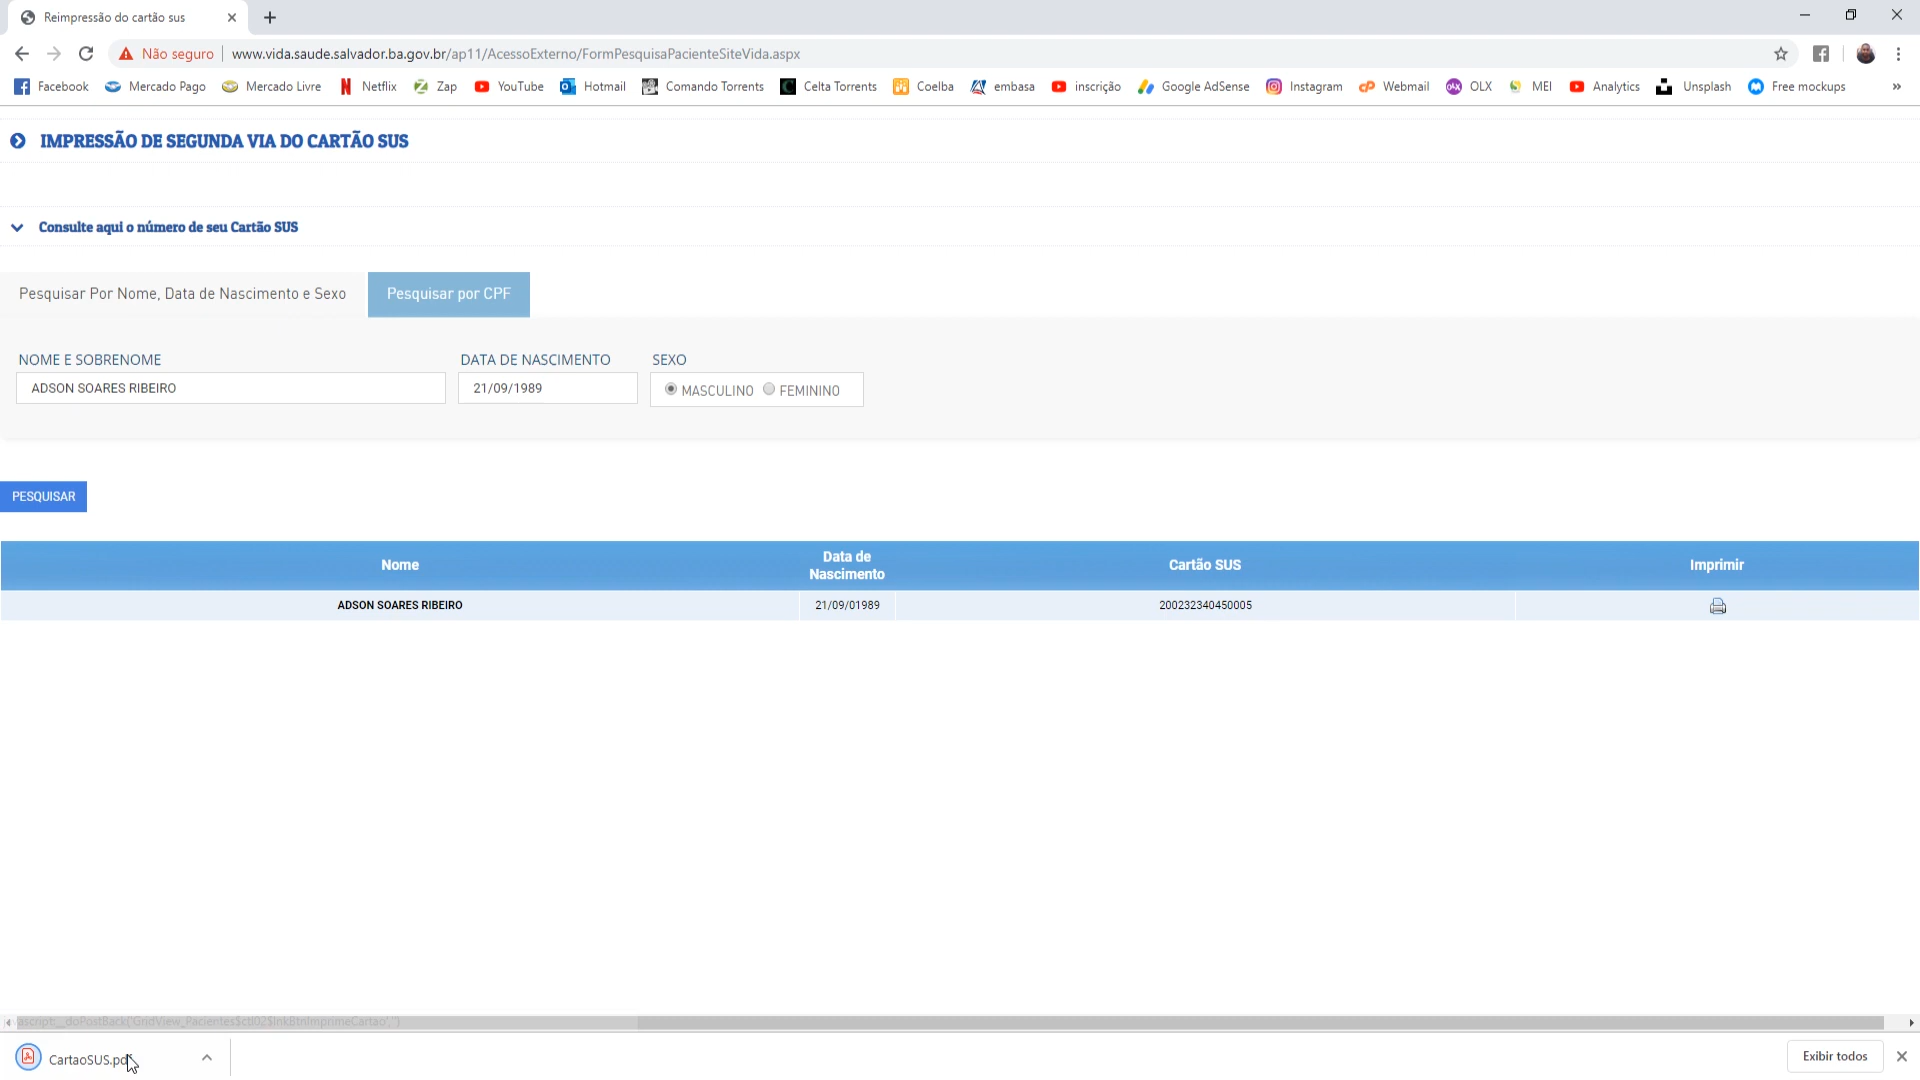 Reimpressão do cartão sus
Não seguro www.vida.saude.salvador.ba.gov.br/ap11/AcessoExterno/FormPesquisaPacienteSiteVida.aspx
Facebook Mercado Pago Mercado Livre Netflix Zap YouTube Hotmail Comando Torrents Celta Torrents Coelba embasa inscrição Google AdSense Instagram Webmail OLX MEI Analytics Unsplash Free mockups »
IMPRESSÃO DE SEGUNDA VIA DO CARTÃO SUS
Consulte aqui o número de seu Cartão SUS
Pesquisar Por Nome, Data de Nascimento e Sexo Pesquisar por CPF
NOME E SOBRENOME DATA DE NASCIMENTO SEXO
ADSON SOARES RIBEIRO 21/09/1989 MASCULINO FEMININO
PESQUISAR
Nome Data de Nascimento Cartão SUS Imprimir
ADSON SOARES RIBEIRO 21/09/01989 200232340450005
CartaoSUS.pdf Exibir todos